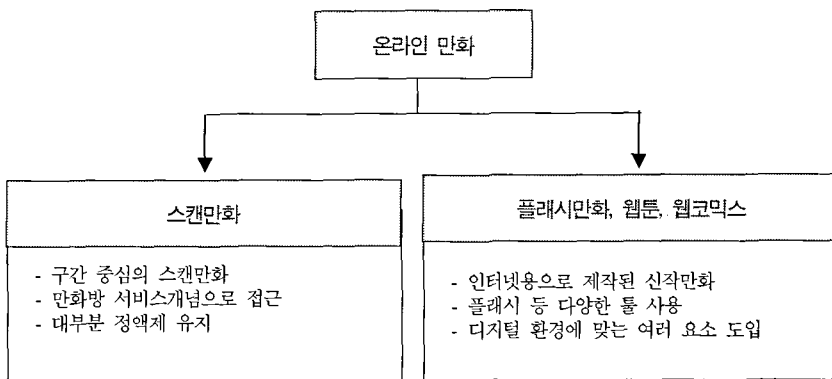 온라인 만화
스캔만화
- 구간 중심의 스캔만화
- 만화방 서비스개념으로 접근
- 대부분 정액제 유지
플래시만화, 웹툰, 웹코믹스
- 인터넷용으로 제작된 신작만화
- 플래시 등 다양한 툴 사용
- 디지털 환경에 맞는 여러 요소 도입